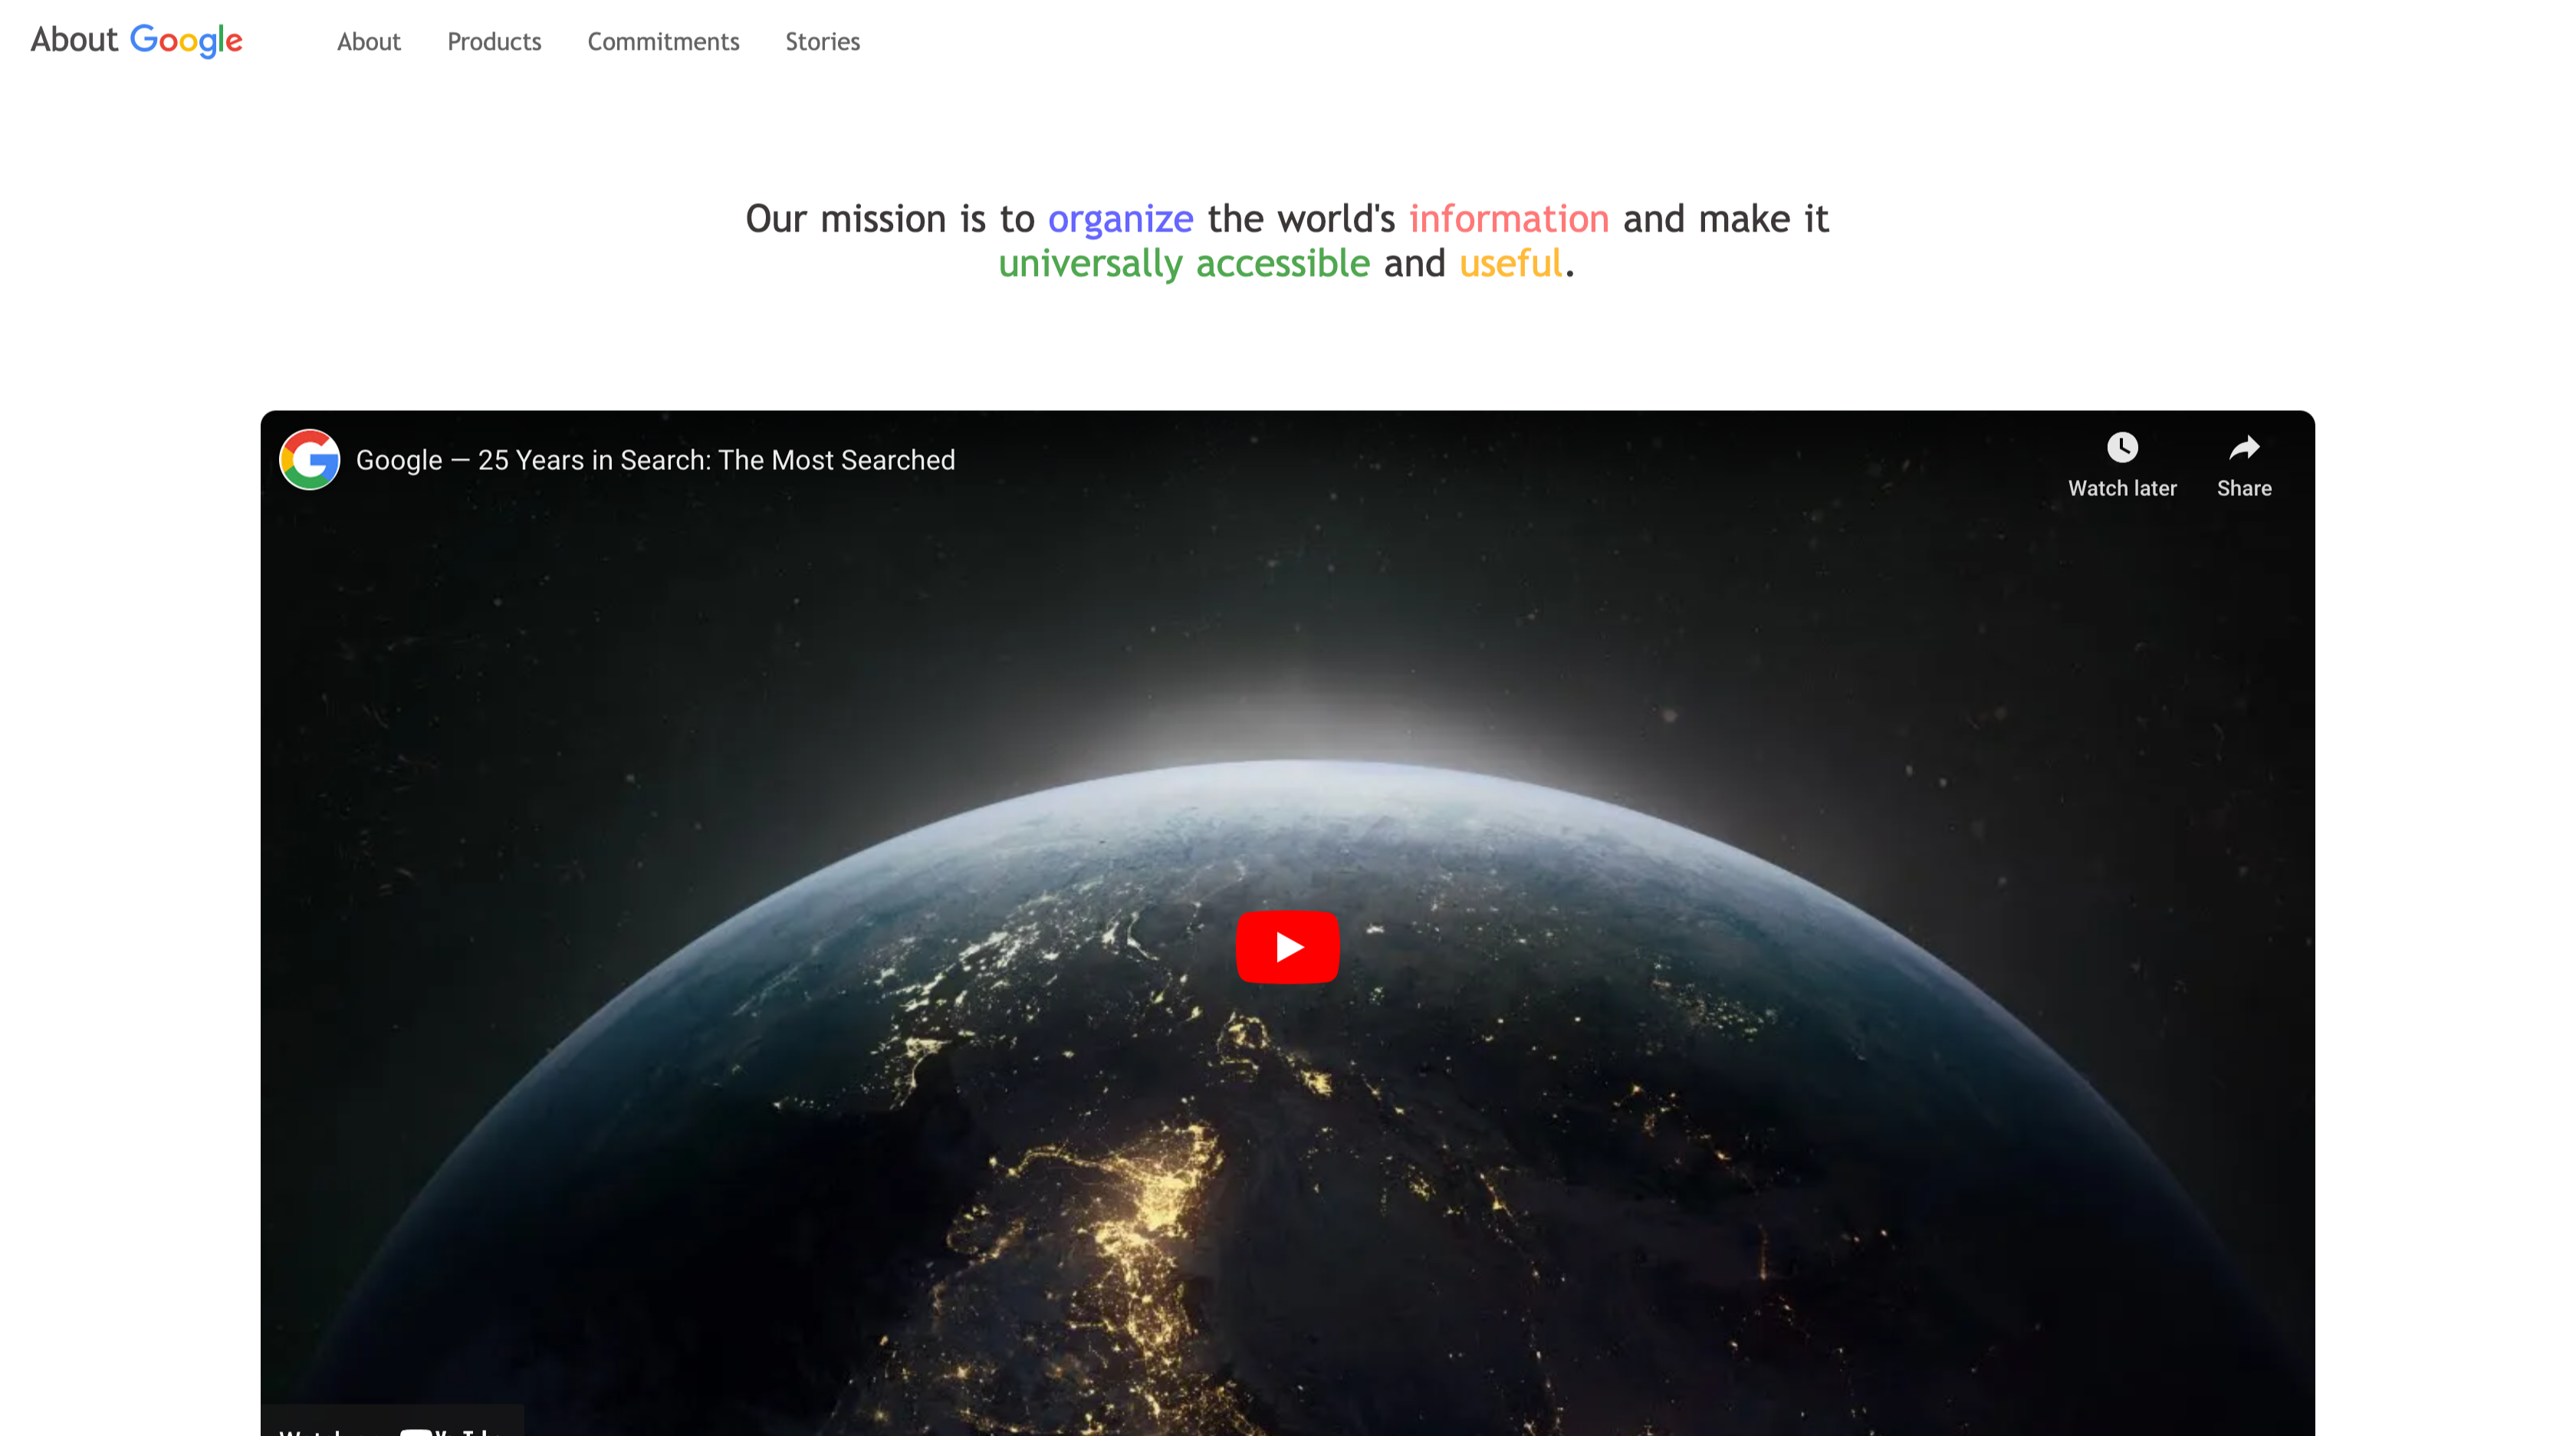 About Google
About Products Commitments Stories
Our mission is to organize the world's information and make it
universally accessible and useful.
Google — 25 Years in Search: The Most Searched
Watch later Share